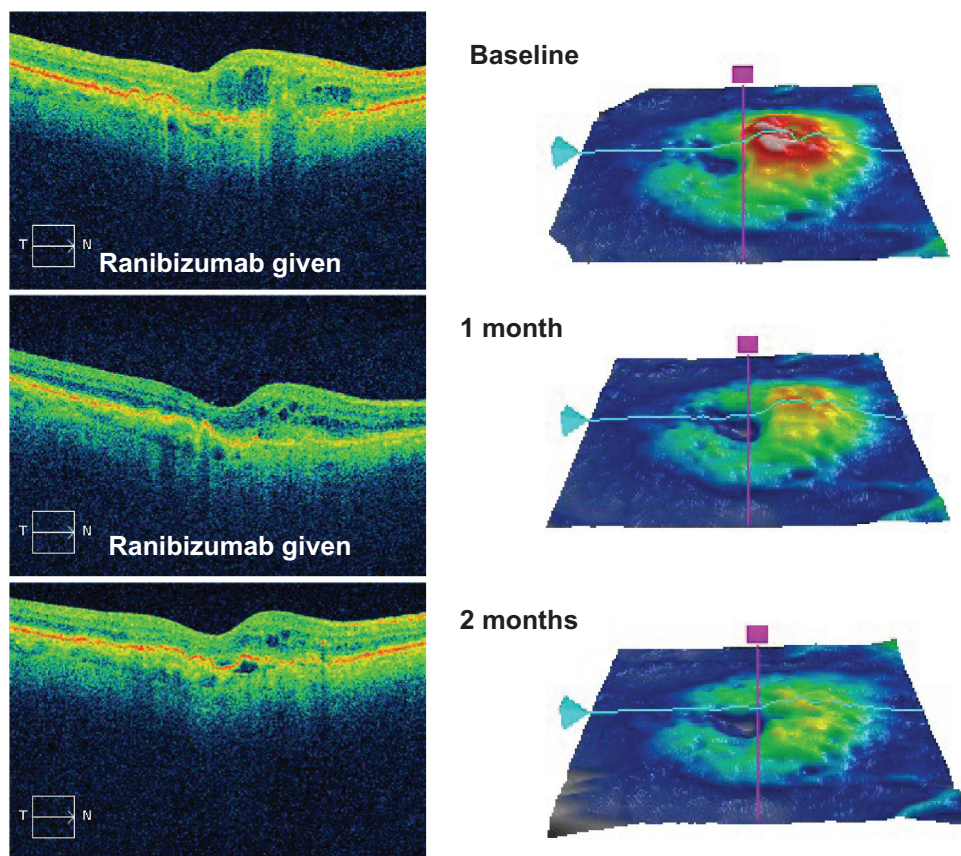 Baseline
T N
Ranibizumab given
1 month
T N
Ranibizumab given
2 months
T N